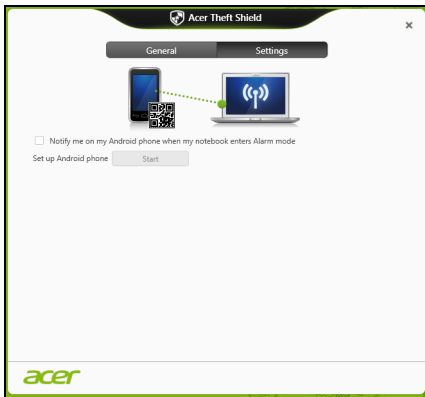 Acer Theft Shield
General Settings
Notify me on my Android phone when my notebook enters Alarm mode
Set up Android phone Start
acer